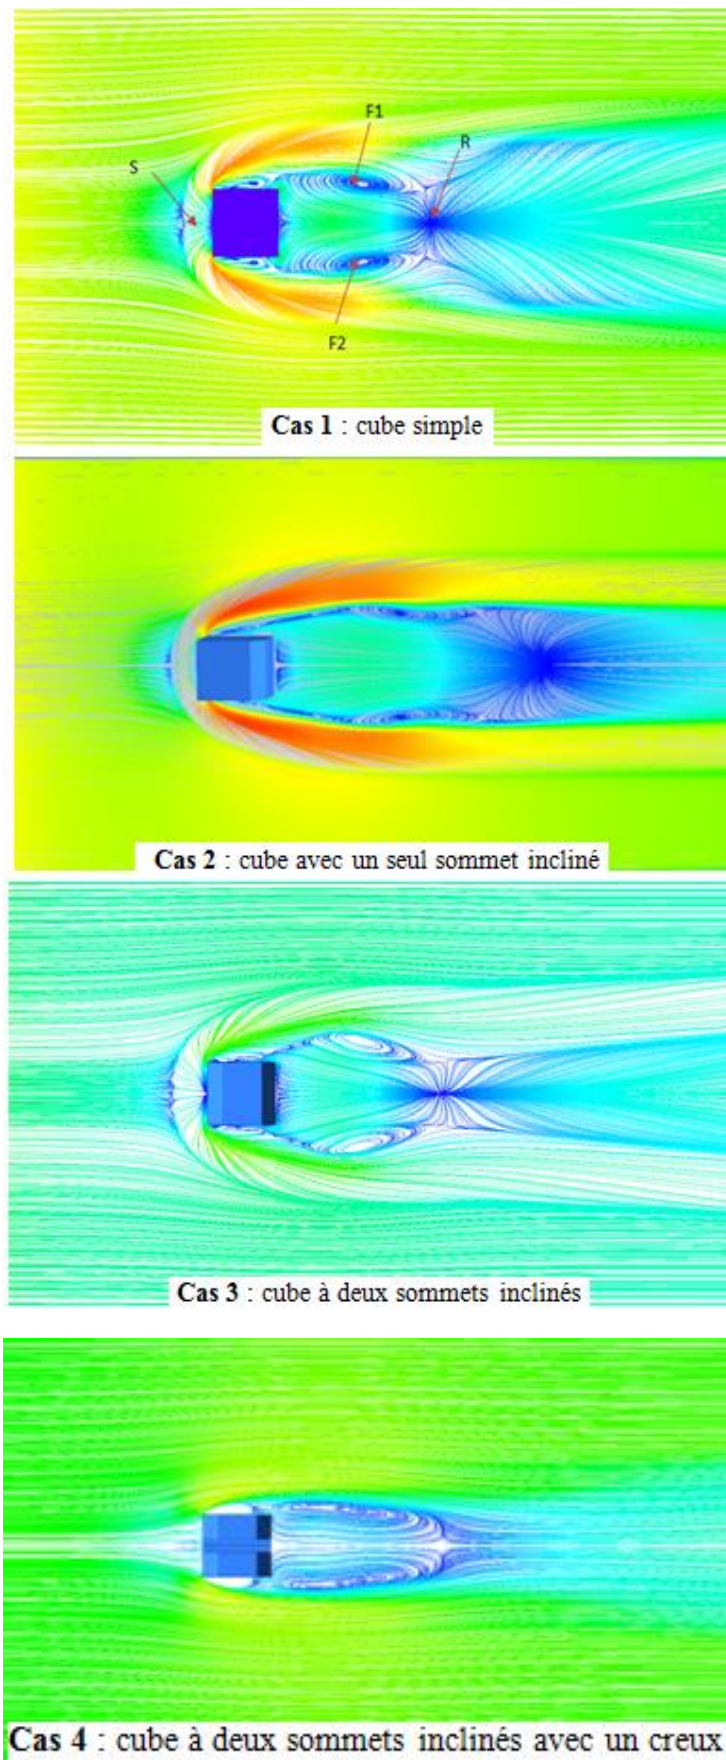 F1
S
R
F2
Cas 1 : cube simple
Cas 2 : cube avec un seul sommet incliné
Cas 3 : cube à deux sommets inclinés
Cas 4 : cube à deux sommets inclinés avec un creux